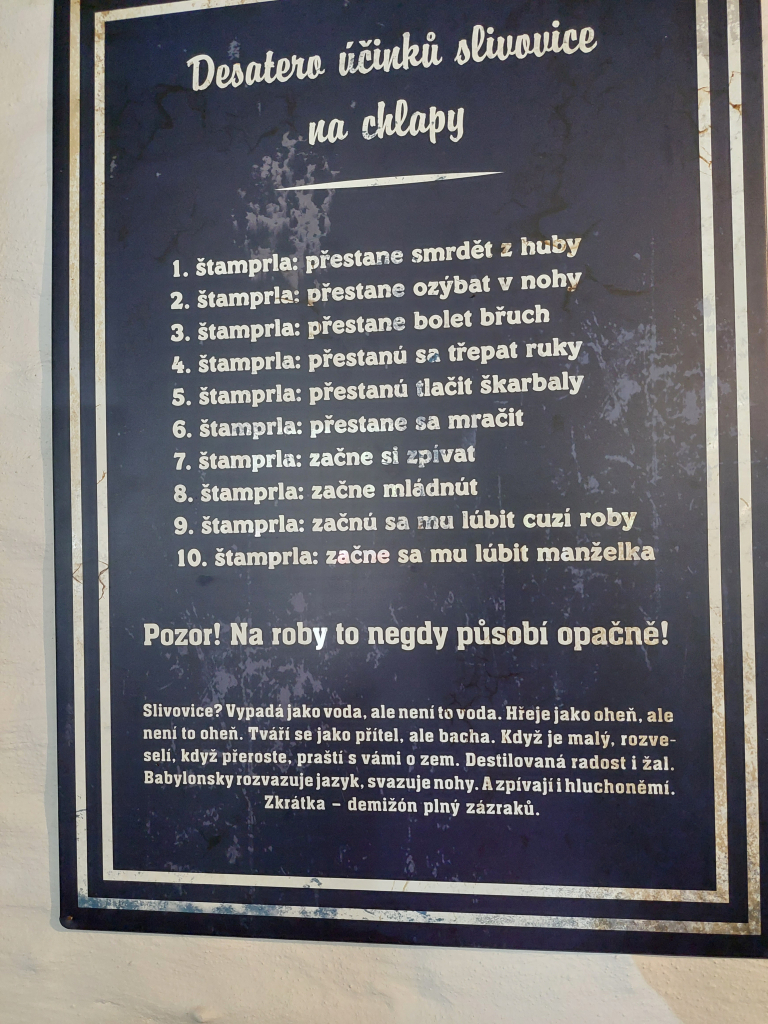 Desatero účinků slivovice
na chlapy
1. štamprla: přestane smrdět z huby
2. štamprla: přestane ozýbat v nohy
3. štamprla: přestane bolet břuch
4. štamprla: přestanú sa třepat ruky
5. štamprla: přestanú tlačit škarbaly
6. štamprla: přestane sa mračit
7. štamprla: začne si zpívat
8. štamprla: začne mládnút
9. štamprla: začnú sa mu lúbit cuzí roby
10. štamprla: začne sa mu lúbit manželka
Pozor! Na roby to negdy působí opačně!
Slivovice? Vypadá jako voda, ale není to voda. Hřeje jako oheň, ale
není to oheň. Tváří se jako přítel, ale bacha. Když je malý, rozve-
selí, když přeroste, praští s vámi o zem. Destilovaná radost i žal.
Babylonsky rozvazuje jazyk, svazuje nohy. A zpívají i hluchoněmí.
Zkrátka – demižón plný zázraků.